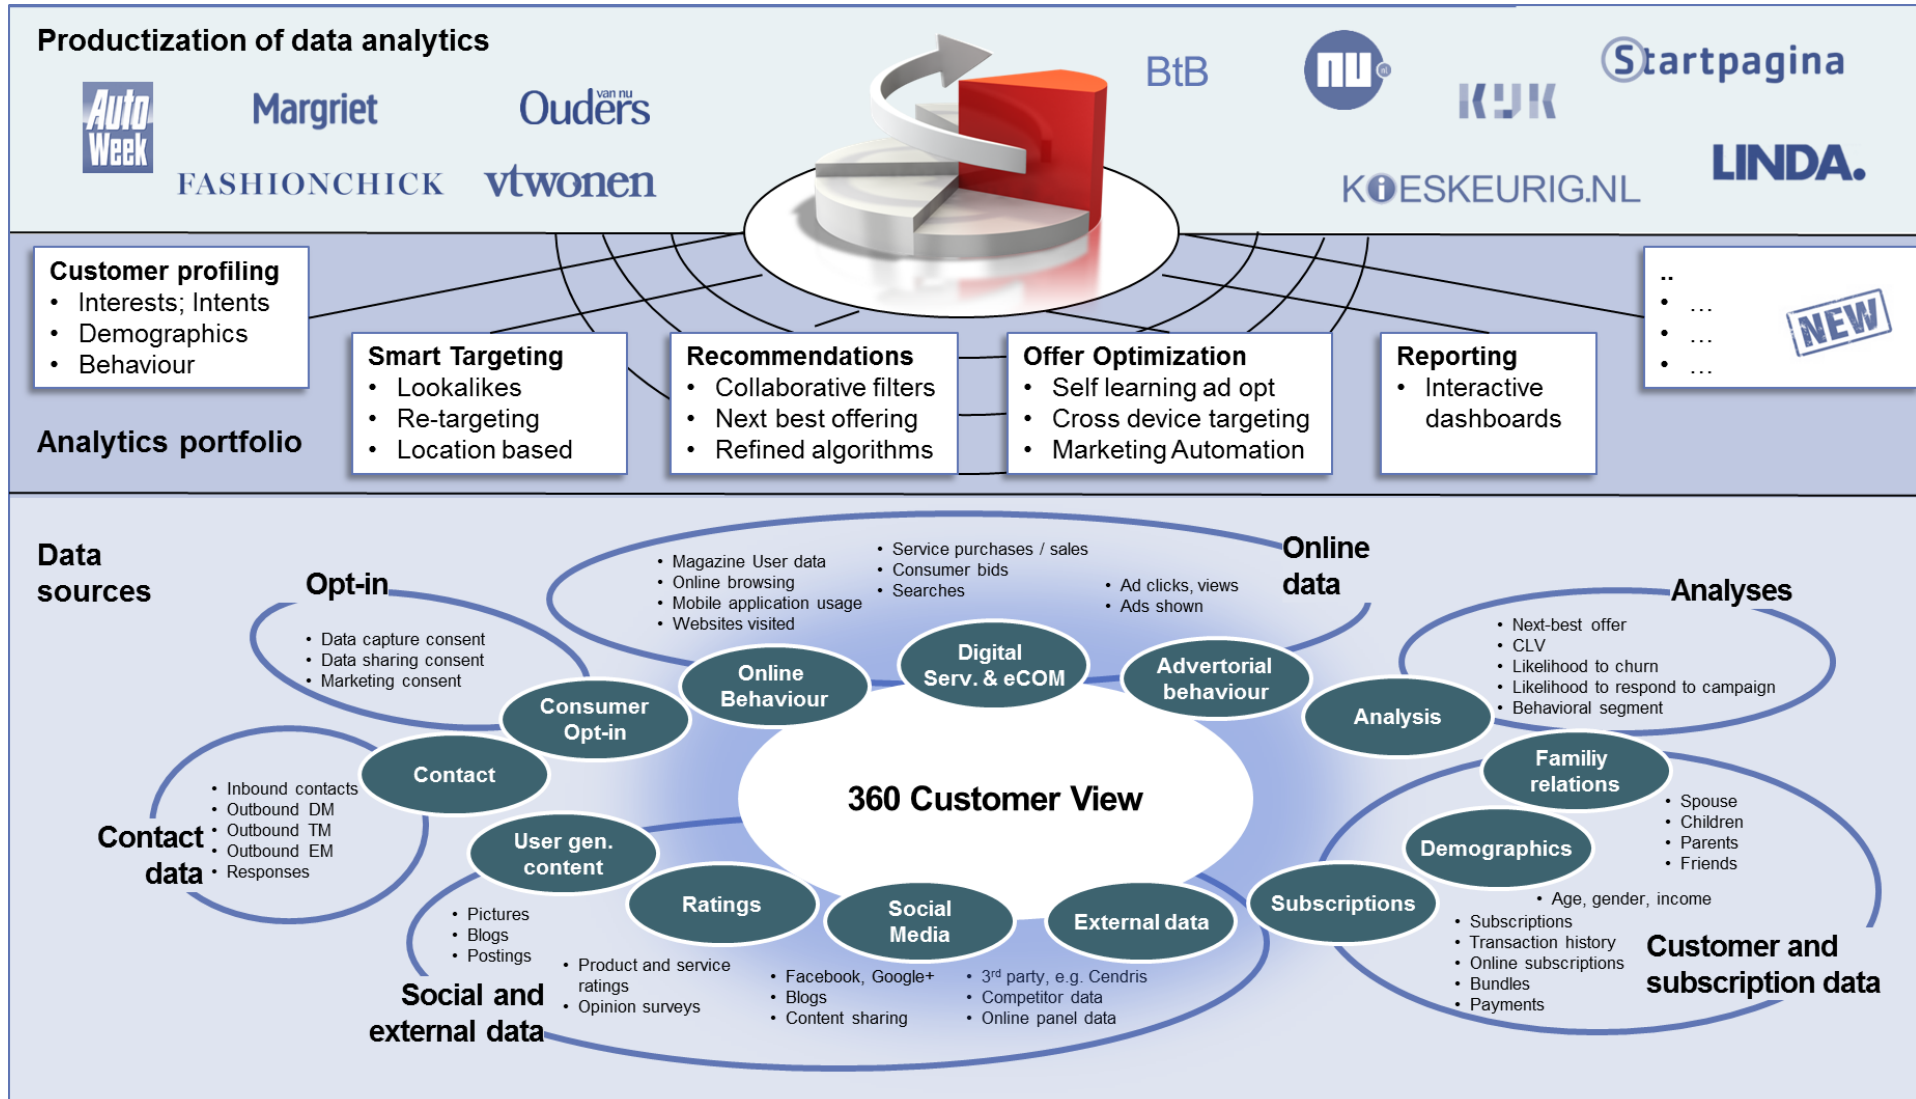 Productization of data analytics
Auto
Week
Margriet
van nu
Ouders
FASHIONCHICK
vtwonen
BtB
nu
nl
KIJK
Startpagina
KiESKEURIG.NL
LINDA.
Customer profiling
• Interests; Intents
• Demographics
• Behaviour
Smart Targeting
• Lookalikes
• Re-targeting
• Location based
Recommendations
• Collaborative filters
• Next best offering
• Refined algorithms
Offer Optimization
• Self learning ad opt
• Cross device targeting
• Marketing Automation
Reporting
• Interactive
dashboards
..
• ...
• ...
• ...
NEW
Analytics portfolio
Data
sources
Opt-in
• Data capture consent
• Data sharing consent
• Marketing consent
Consumer
Opt-in
Online
data
• Magazine User data
• Online browsing
• Mobile application usage
• Websites visited
Online
Behaviour
• Service purchases / sales
• Consumer bids
• Searches
Digital
Serv. & eCOM
• Ad clicks, views
• Ads shown
Advertorial
behaviour
Analyses
• Next-best offer
• CLV
• Likelihood to churn
• Likelihood to respond to campaign
• Behavioral segment
Analysis
Contact
• Inbound contacts
• Outbound DM
• Outbound TM
• Outbound EM
• Responses
Contact
data
360 Customer View
Familiy
relations
• Spouse
• Children
• Parents
• Friends
Demographics
• Age, gender, income
Subscriptions
• Subscriptions
• Transaction history
• Online subscriptions
• Bundles
• Payments
Customer and
subscription data
User gen.
content
• Pictures
• Blogs
• Postings
Ratings
• Product and service
ratings
• Opinion surveys
Social
Media
• Facebook, Google+
• Blogs
• Content sharing
External data
• 3rd party, e.g. Cendris
• Competitor data
• Online panel data
Social and
external data